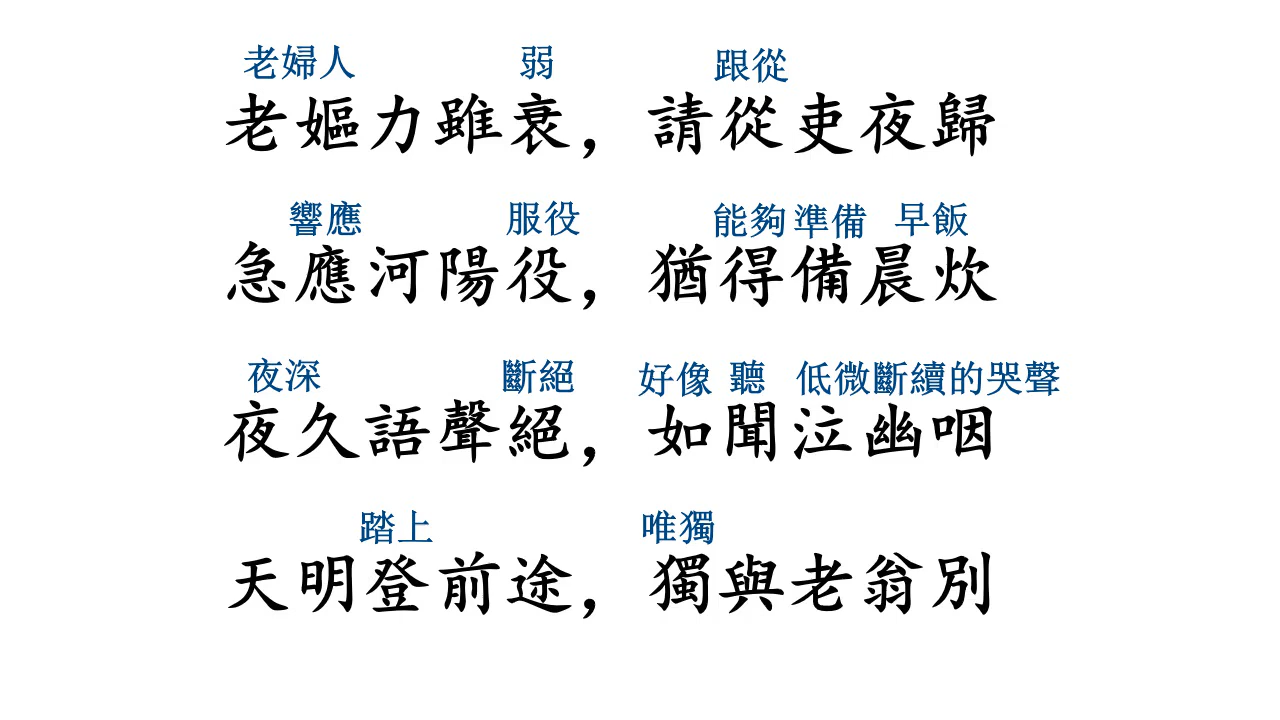 老婦人 弱 跟從
老嫗力雖衰，請從吏夜歸
響應 服役 能夠 準備 早飯
急應河陽役，猶得備晨炊
夜深 斷絕 好像 聽 低微斷續的哭聲
夜久語聲絕，如聞泣幽咽
踏上 唯獨
天明登前途，獨與老翁別